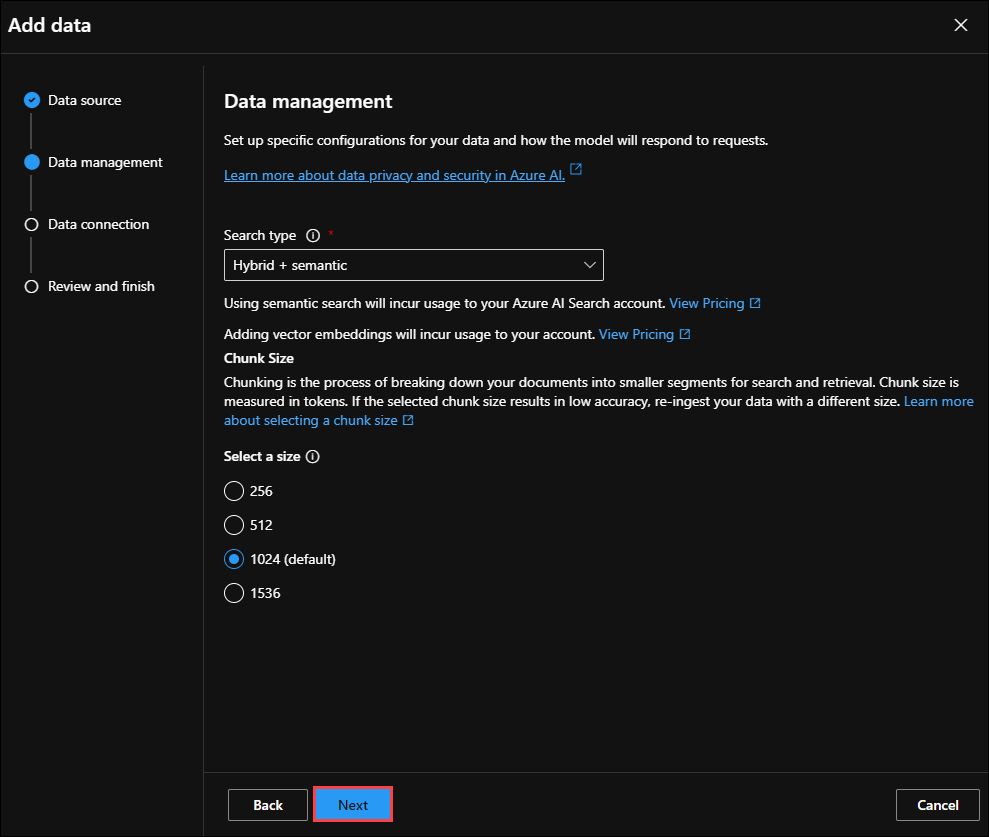 Add data
Data source
Data management
Data connection
Review and finish
Data management
Set up specific configurations for your data and how the model will respond to requests.
Learn more about data privacy and security in Azure AI.
Search type *
Hybrid + semantic
Using semantic search will incur usage to your Azure AI Search account. View Pricing
Adding vector embeddings will incur usage to your account. View Pricing
Chunk Size
Chunking is the process of breaking down your documents into smaller segments for search and retrieval. Chunk size is
measured in tokens. If the selected chunk size results in low accuracy, re-ingest your data with a different size. Learn more
about selecting a chunk size
Select a size
256
512
1024 (default)
1536
Back
Next
Cancel